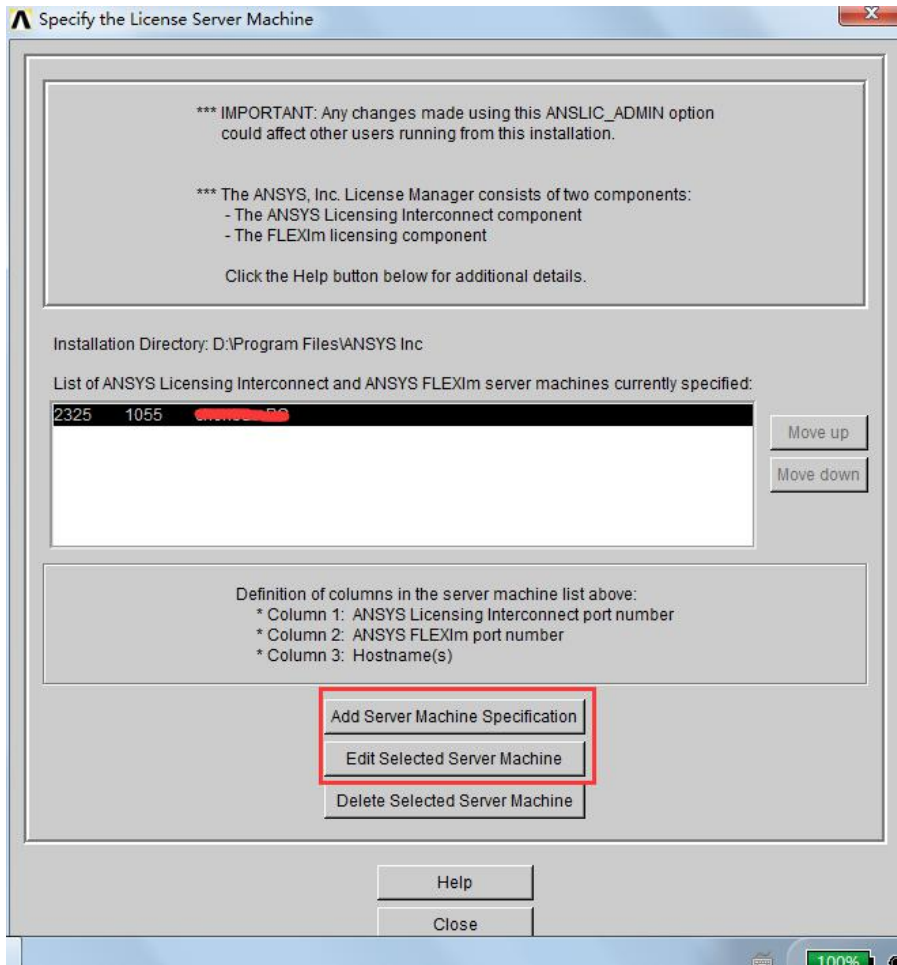 Specify the License Server Machine
*** IMPORTANT: Any changes made using this ANSLIC_ADMIN option
could affect other users running from this installation.
*** The ANSYS, Inc. License Manager consists of two components:
- The ANSYS Licensing Interconnect component
- The FLEXlm licensing component
Click the Help button below for additional details.
Installation Directory: D:\Program Files\ANSYS Inc
List of ANSYS Licensing Interconnect and ANSYS FLEXlm server machines currently specified:
2325 1055
Move up
Move down
Definition of columns in the server machine list above:
* Column 1: ANSYS Licensing Interconnect port number
* Column 2: ANSYS FLEXlm port number
* Column 3: Hostname(s)
Add Server Machine Specification
Edit Selected Server Machine
Delete Selected Server Machine
Help
Close
100%